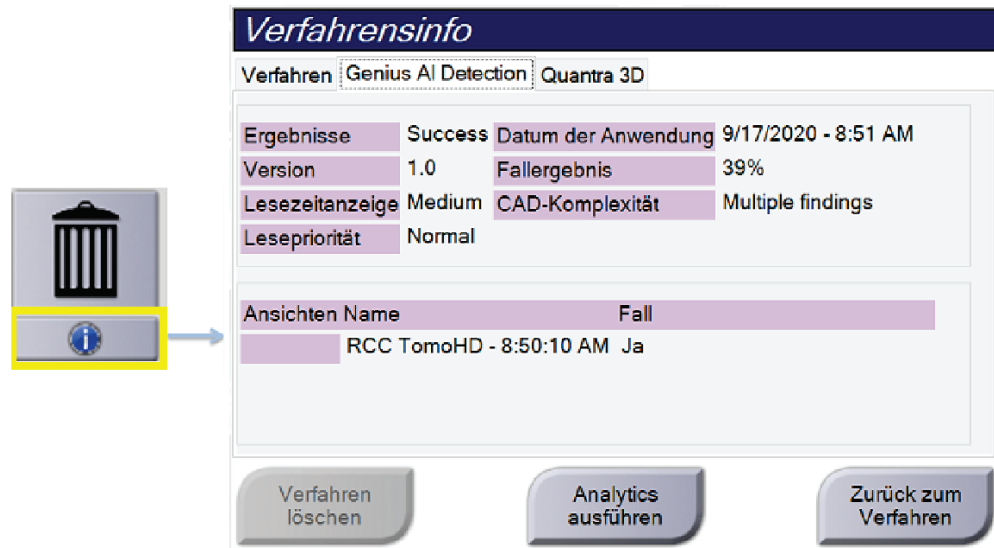 Verfahrensinfo
Verfahren Genius AI Detection Quantra 3D
Ergebnisse Success Datum der Anwendung 9/17/2020 - 8:51 AM
Version 1.0 Fallergebnis 39%
Lesezeitanzeige Medium CAD-Komplexität Multiple findings
Lesepriorität Normal
Ansichten Name Fall
RCC TomoHD - 8:50:10 AM Ja
Verfahren löschen
Analytics ausführen
Zurück zum Verfahren